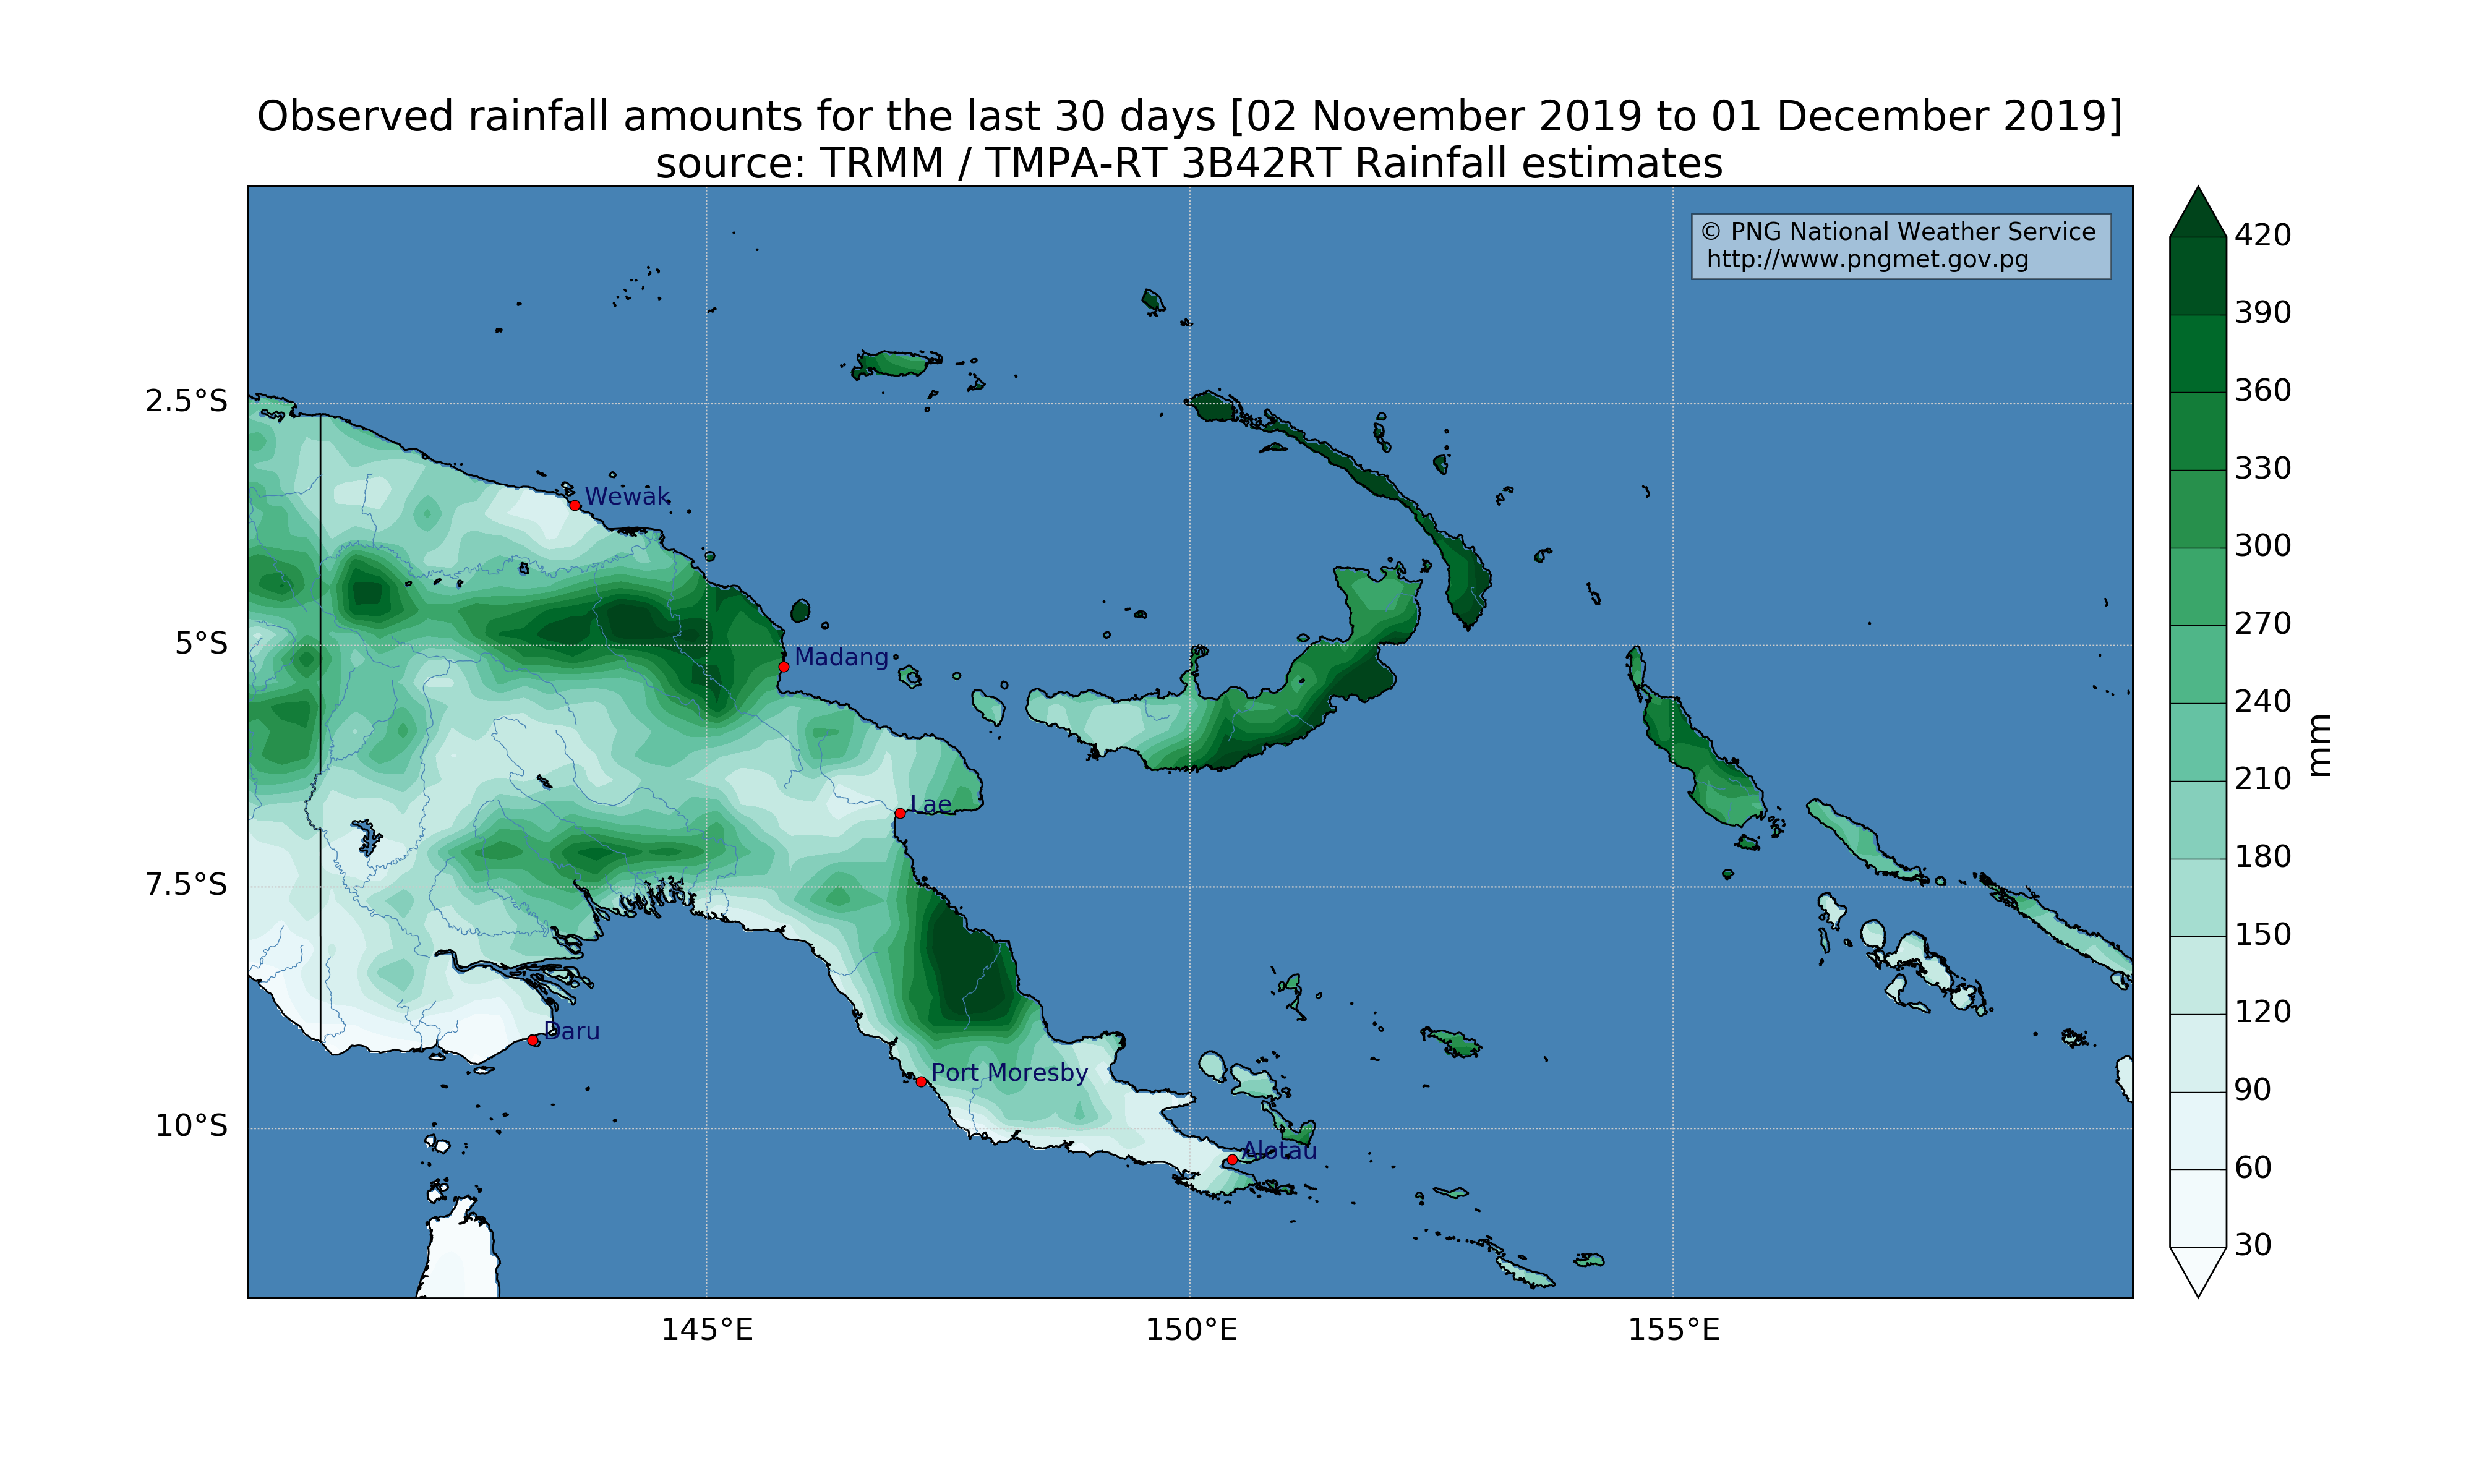 Observed rainfall amounts for the last 30 days [02 November 2019 to 01 December 2019]
source: TRMM / TMPA-RT 3B42RT Rainfall estimates
© PNG National Weather Service
http://www.pngmet.gov.pg
2.5°S
5°S
7.5°S
10°S
145°E
150°E
155°E
Wewak
Madang
Lae
Daru
Port Moresby
Alotau
420
390
360
330
300
270
240
210
180
150
120
90
60
30
mm